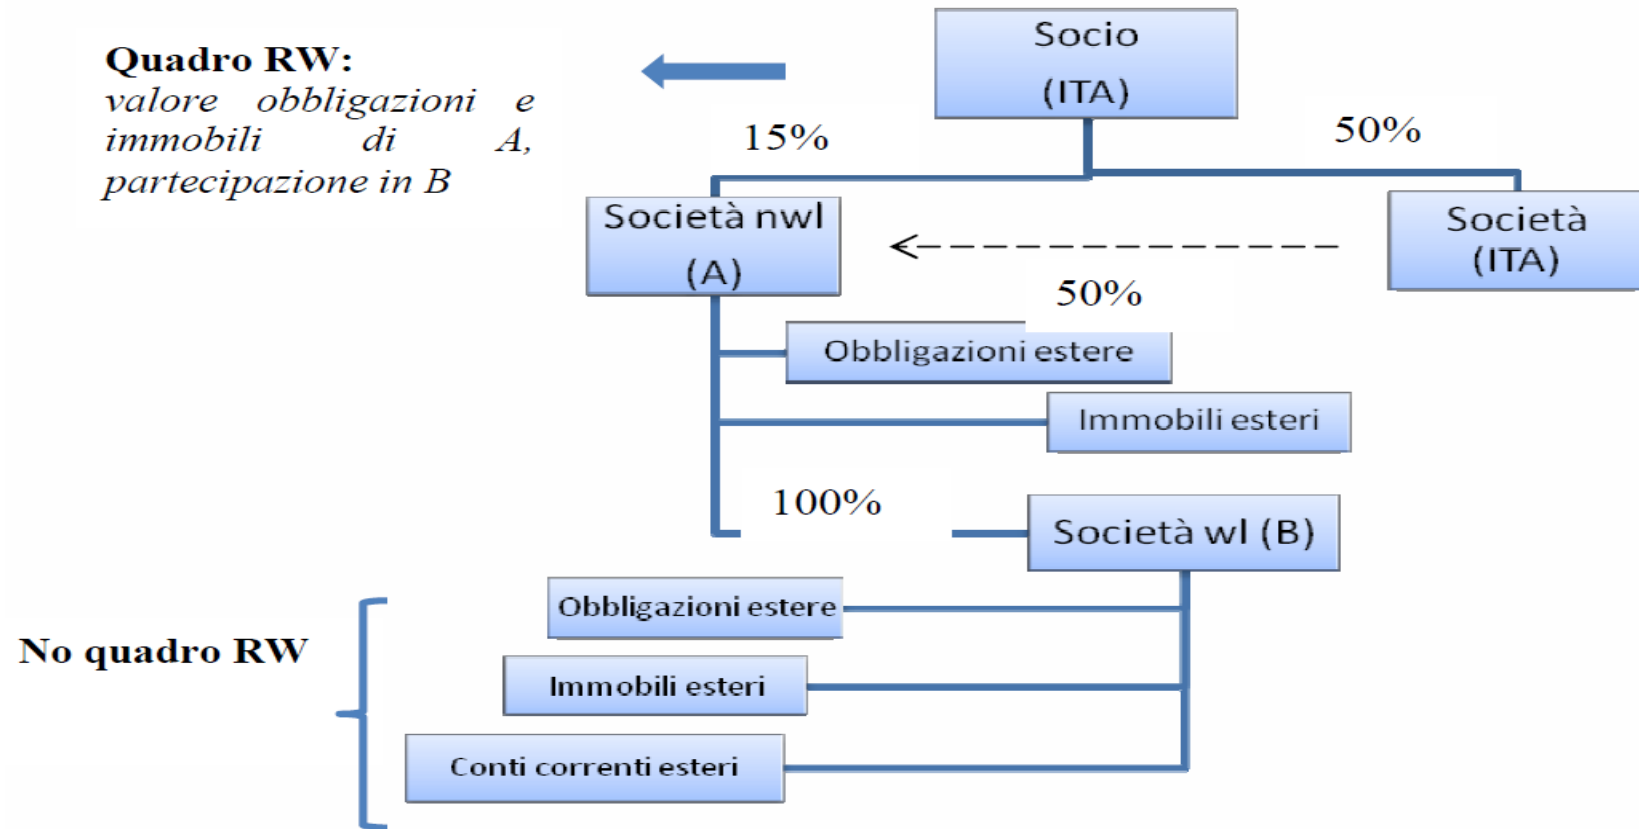 Quadro RW:
valore obbligazioni e
immobili di A,
partecipazione in B
Socio
(ITA)
15%
50%
Società nwl
(A)
Società
(ITA)
50%
Obbligazioni estere
Immobili esteri
100%
Società wl (B)
Obbligazioni estere
No quadro RW
Immobili esteri
Conti correnti esteri